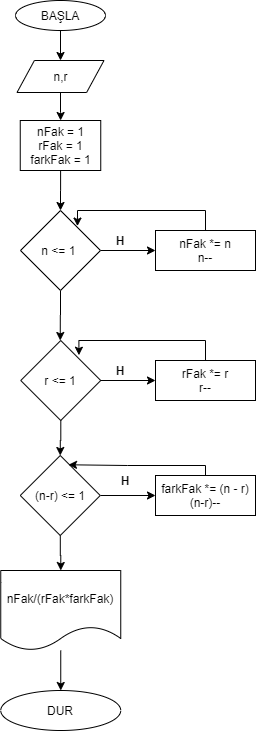 BAŞLA
n,r
nFak = 1
rFak = 1
farkFak = 1
n <= 1
H
nFak *= n
n--
r <= 1
H
rFak *= r
r--
(n-r) <= 1
H
farkFak *= (n - r)
(n-r)--
nFak/(rFak*farkFak)
DUR